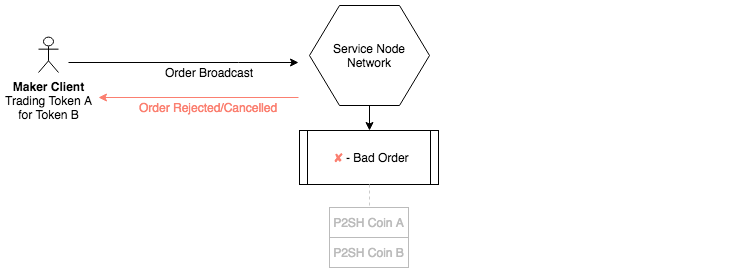 Service Node
Network
Order Broadcast
Maker Client
Trading Token A
for Token B
Order Rejected/Cancelled
✘ - Bad Order
P2SH Coin A
P2SH Coin B